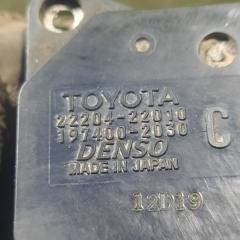 TOYOTA
22204-22010
197400-2030
C
DENSO
MADE IN JAPAN
12D19